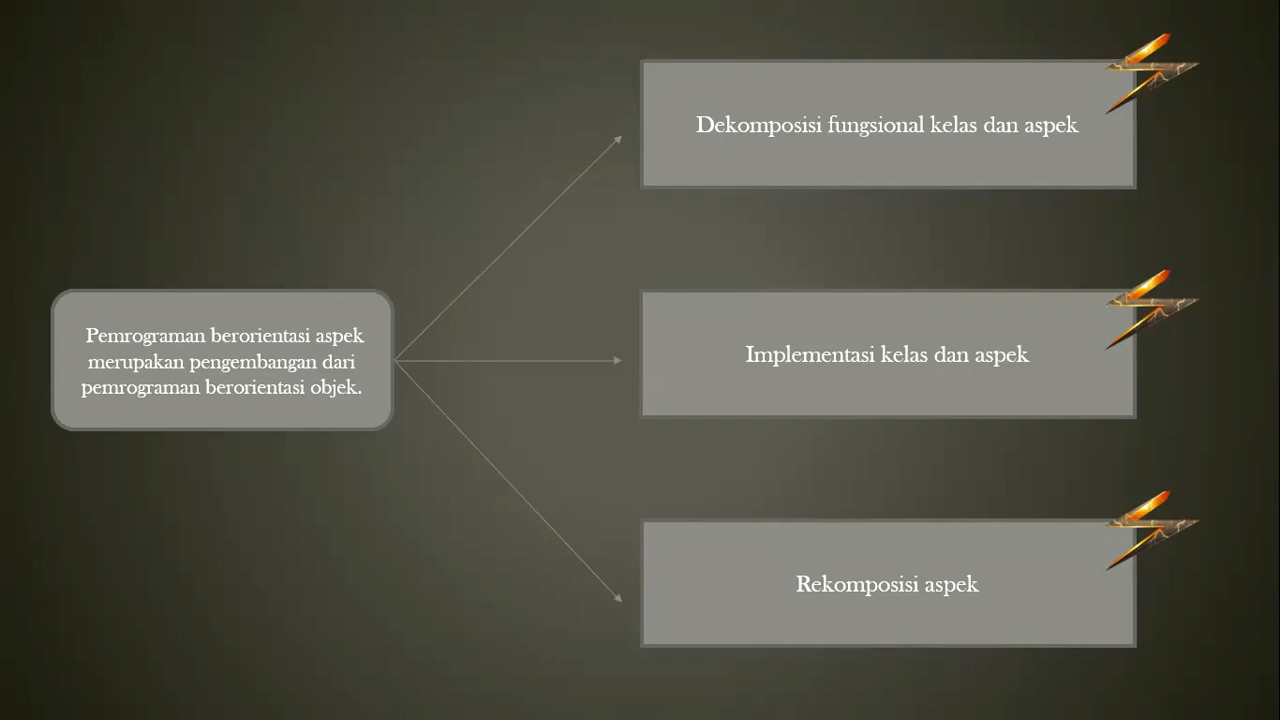 Pemrograman berorientasi aspek
merupakan pengembangan dari
pemrograman berorientasi objek.
Dekomposisi fungsional kelas dan aspek
Implementasi kelas dan aspek
Rekomposisi aspek